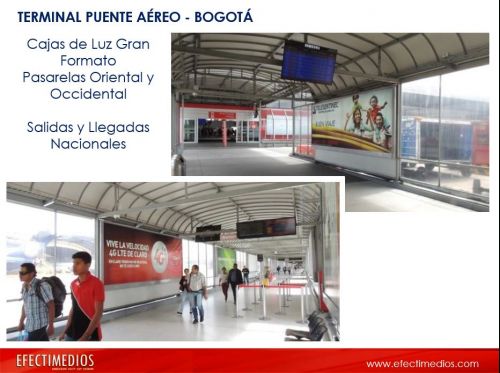 TERMINAL PUENTE AÉREO - BOGOTÁ
Cajas de Luz Gran
Formato
Pasarelas Oriental y
Occidental
Salidas y Llegadas
Nacionales
VIVE LA VELOCIDAD
4G LTE DE CLARO
EFECTIMEDIOS
www.efectimedios.com